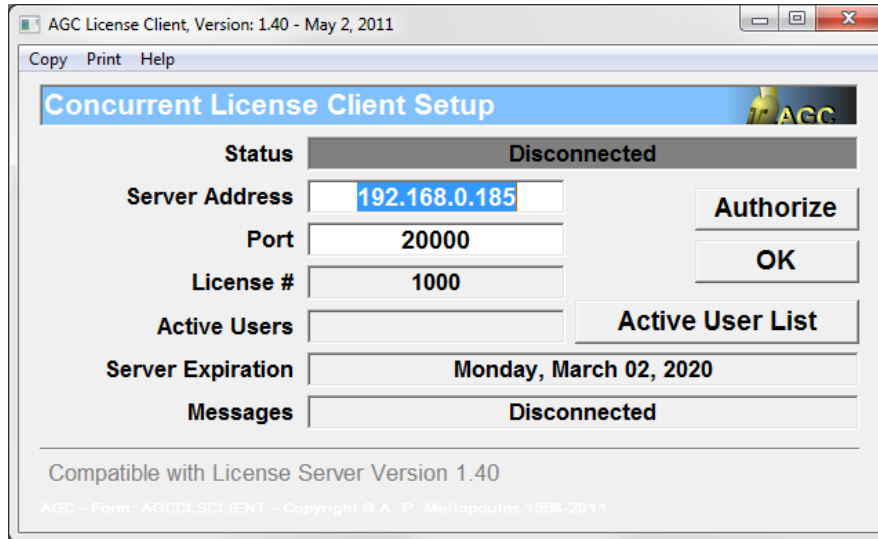 AGC License Client, Version: 1.40 - May 2, 2011
Copy Print Help
Concurrent License Client Setup
AGC
Status Disconnected
Server Address 192.168.0.185
Authorize
Port 20000
OK
License # 1000
Active Users
Active User List
Server Expiration Monday, March 02, 2020
Messages Disconnected
Compatible with License Server Version 1.40
AGC - Form: AGCCLSCLIENT - Copyright © A. P. Meliopoulos 1998-2011